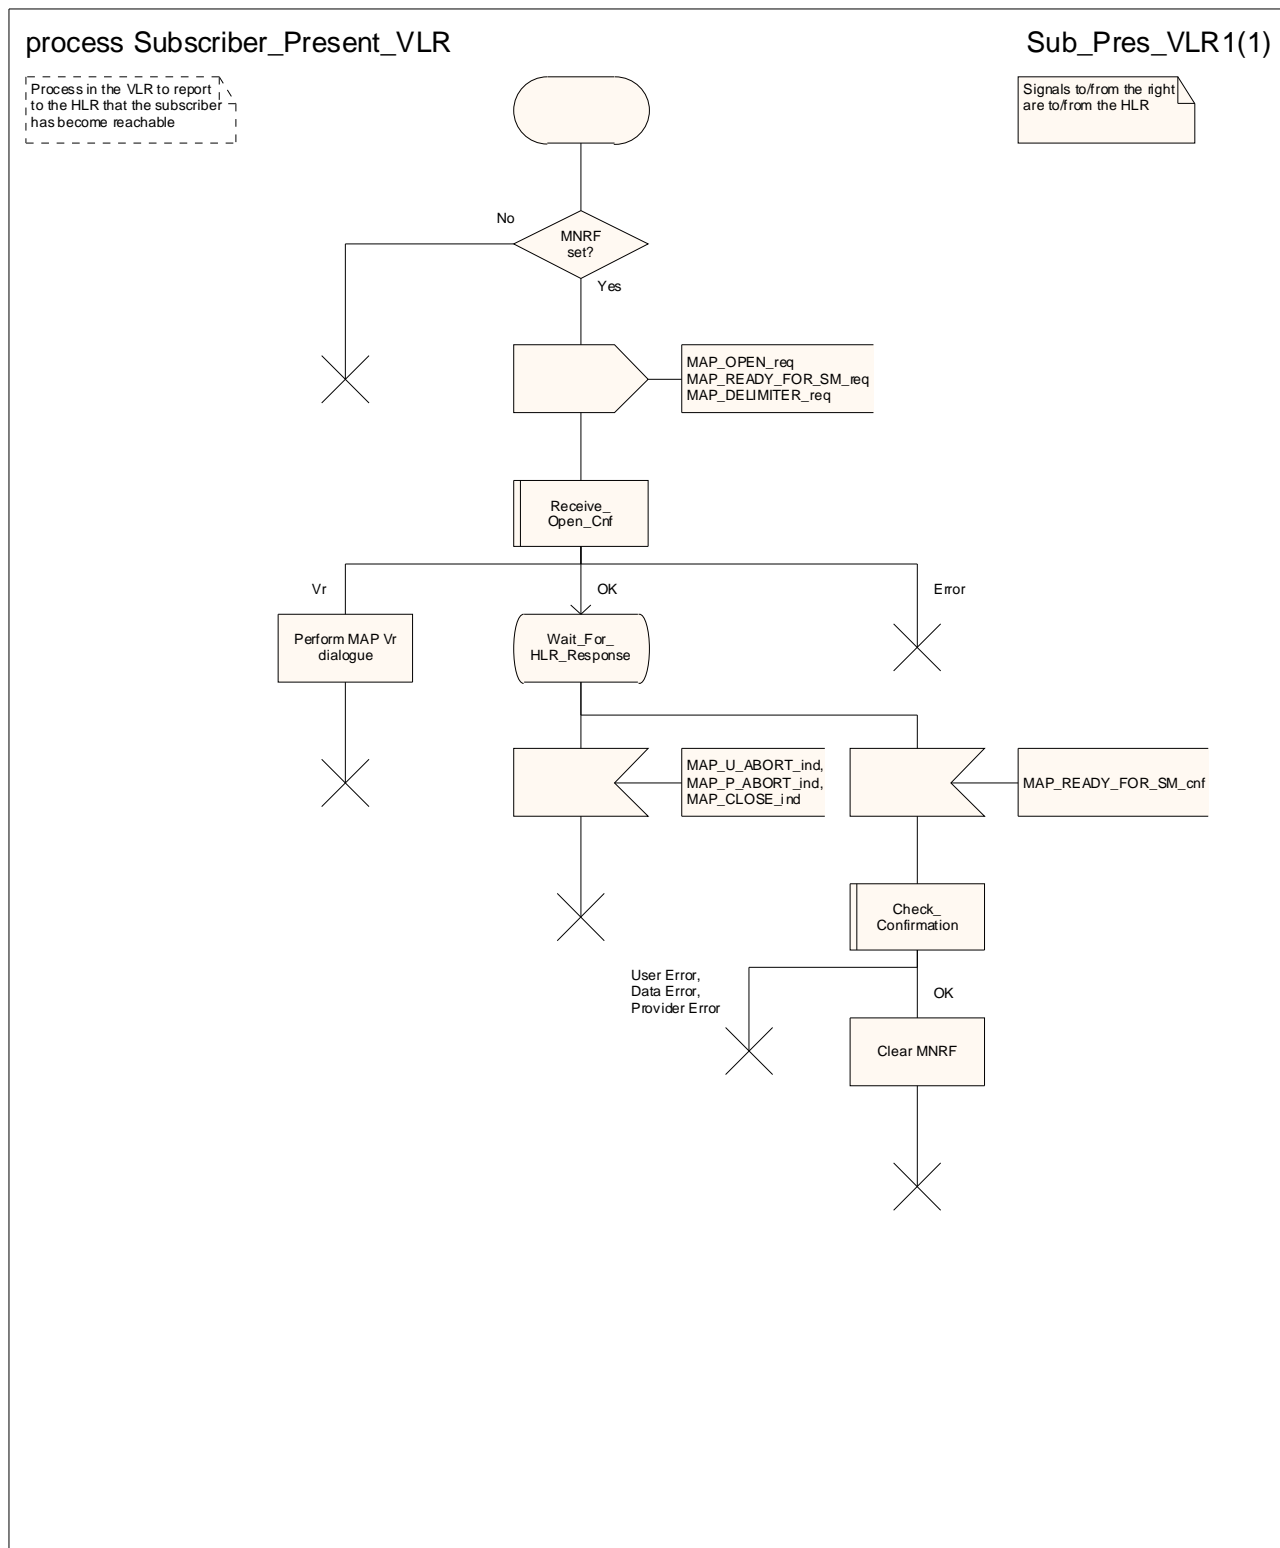 process Subscriber_Present_VLR
Sub_Pres_VLR1(1)
Process in the VLR to report
to the HLR that the subscriber
has become reachable
Signals to/from the right
are to/from the HLR
No
MNRF
set?
Yes
MAP_OPEN_req
MAP_READY_FOR_SM_req
MAP_DELIMITER_req
Receive_
Open_Cnf
Vr
OK
Error
Perform MAP Vr
dialogue
Wait_For_
HLR_Response
MAP_U_ABORT_ind,
MAP_P_ABORT_ind,
MAP_CLOSE_ind
MAP_READY_FOR_SM_cnf
Check_
Confirmation
User Error,
Data Error,
Provider Error
OK
Clear MNRF